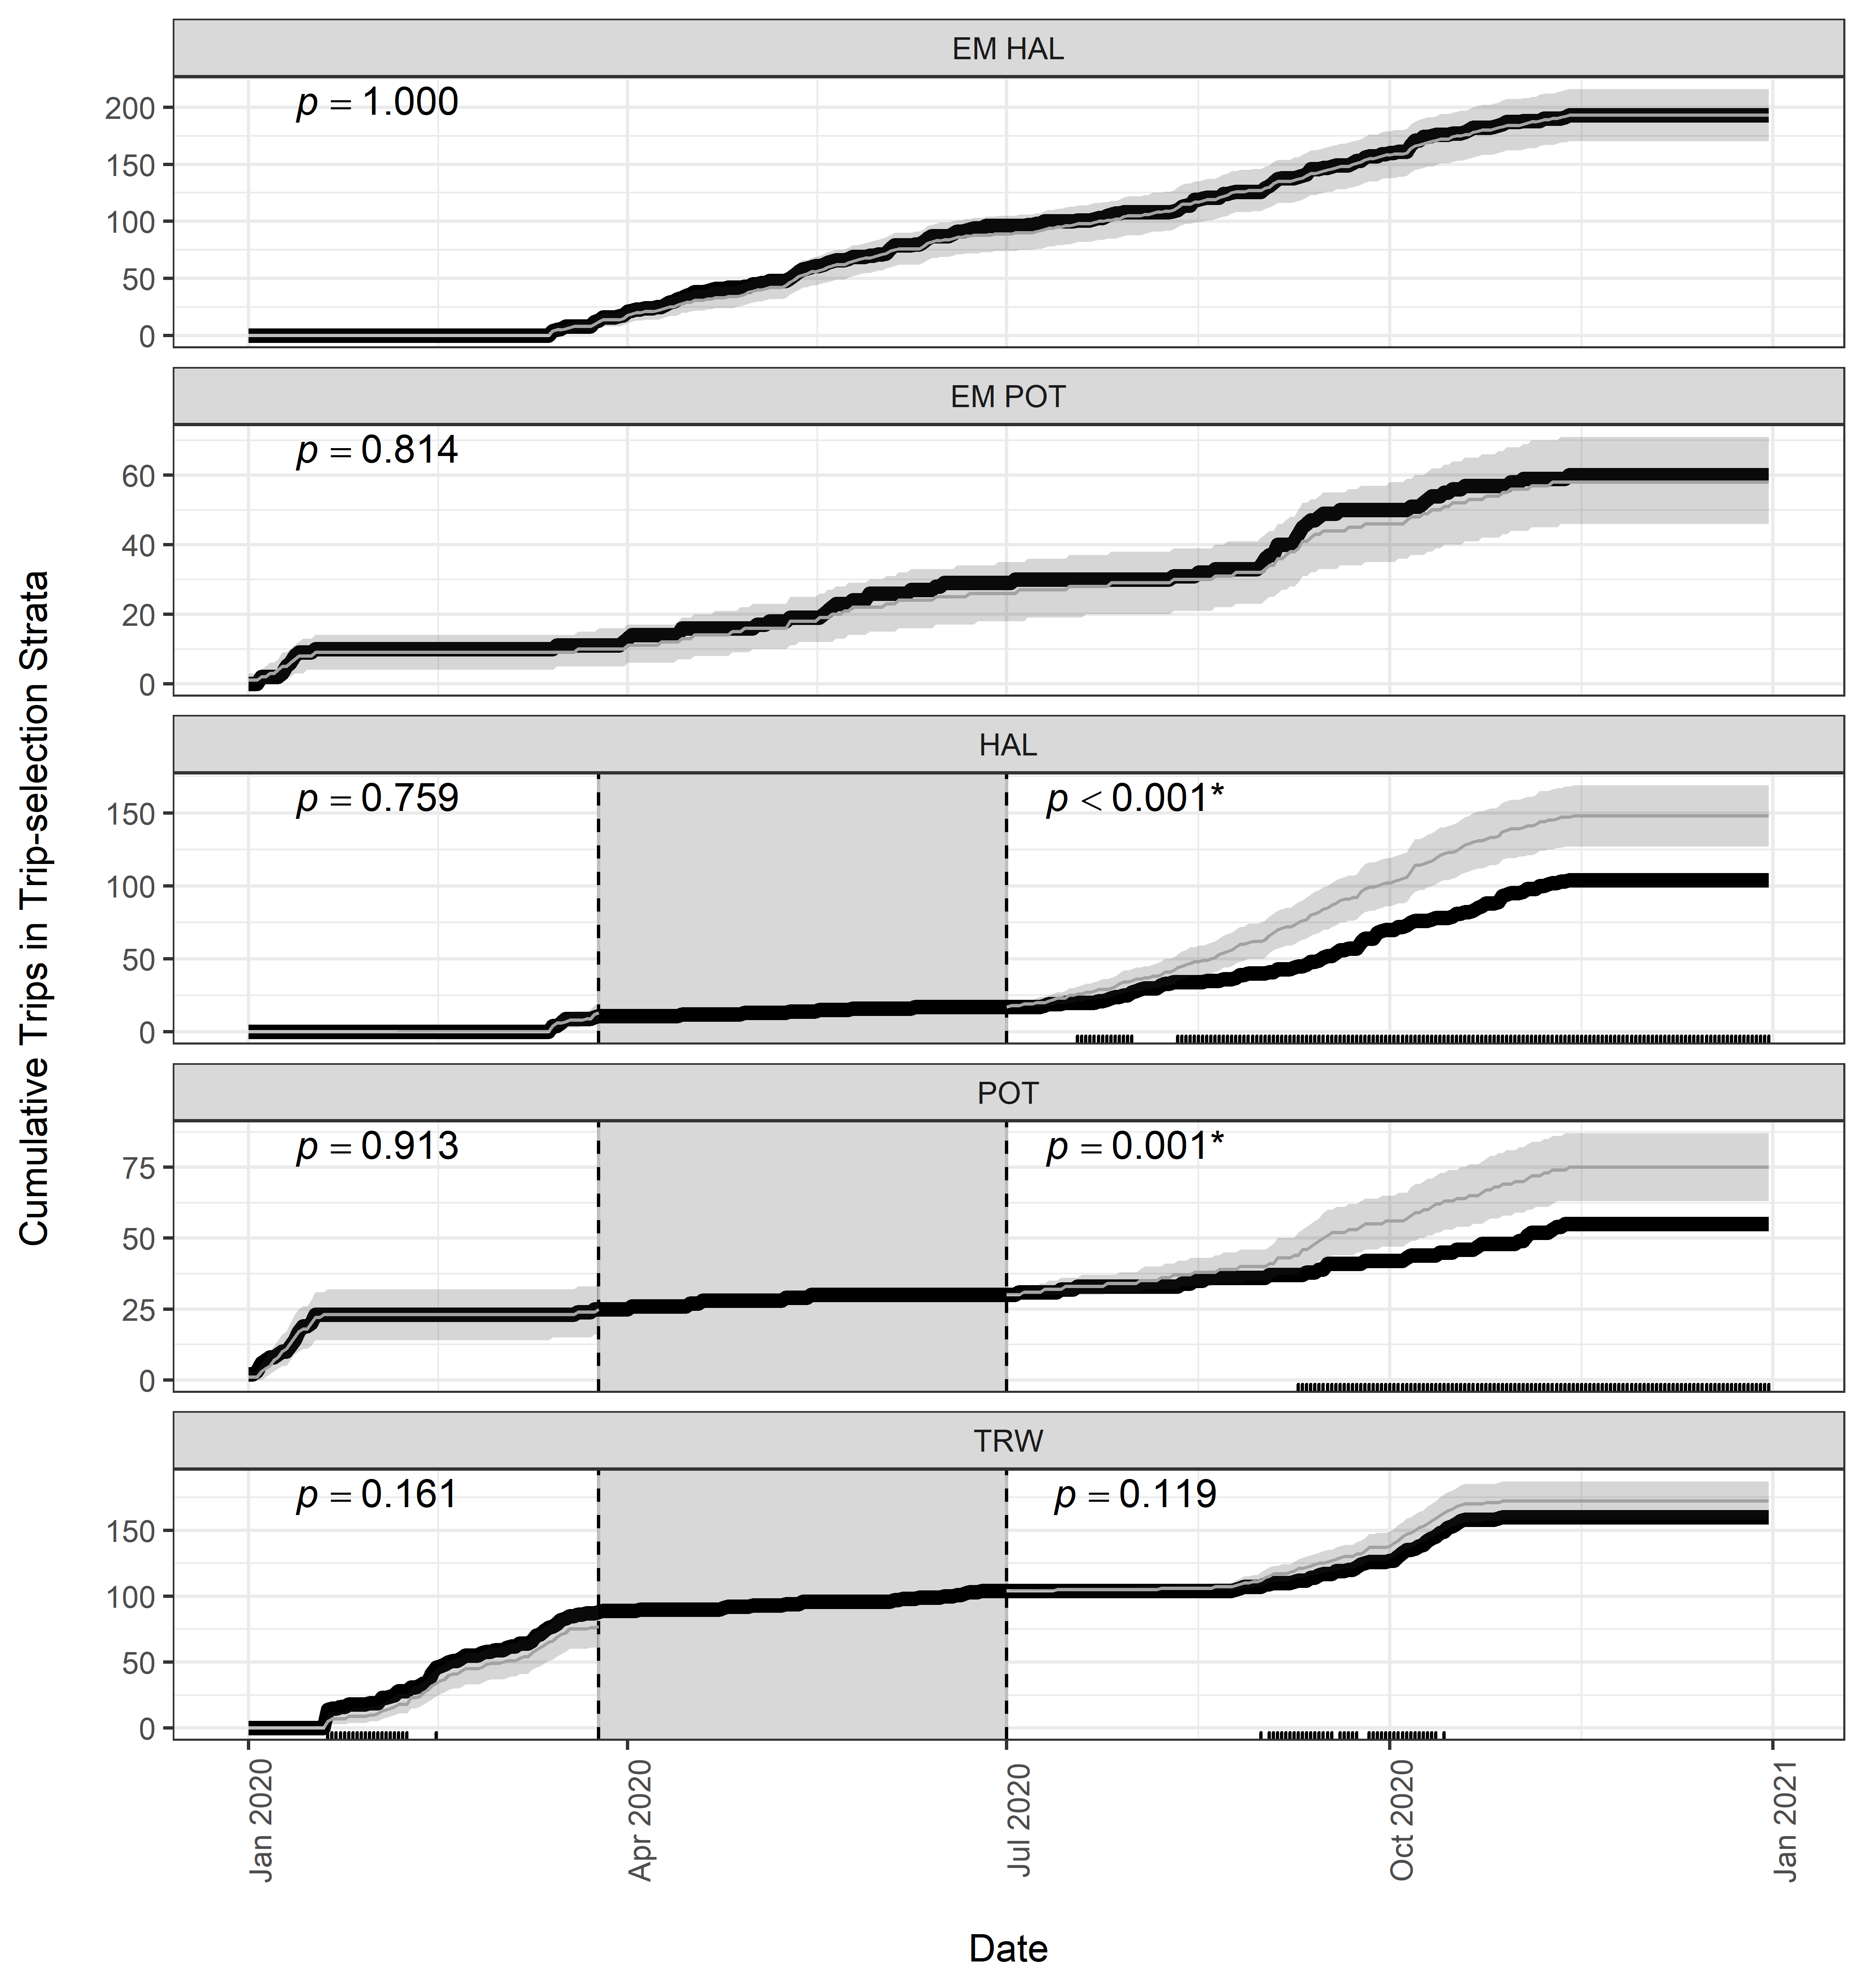 EM HAL
p = 1.000
200
150
100
50
0
EM POT
p = 0.814
60
40
20
0
HAL
p = 0.759
p < 0.001*
150
100
50
0
POT
p = 0.913
p = 0.001*
75
50
25
0
TRW
p = 0.161
p = 0.119
150
100
50
0
Cumulative Trips in Trip-selection Strata
Jan 2020
Apr 2020
Jul 2020
Oct 2020
Jan 2021
Date